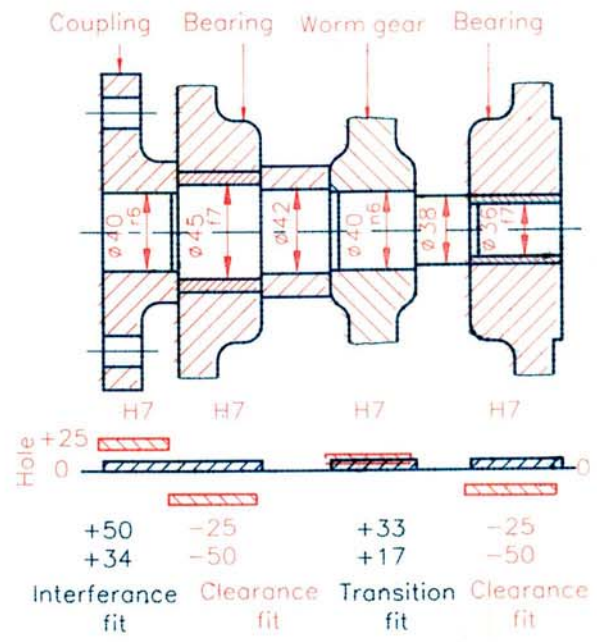 Coupling Bearing Worm gear Bearing
ø40 r6 ø45 f7 ø42 ø40 n6 ø38 ø36 f7
H7 H7 H7 H7
Hole +25
0 0
+50 -25 +33 -25
+34 -50 +17 -50
Interferance Clearance Transition Clearance
fit fit fit fit